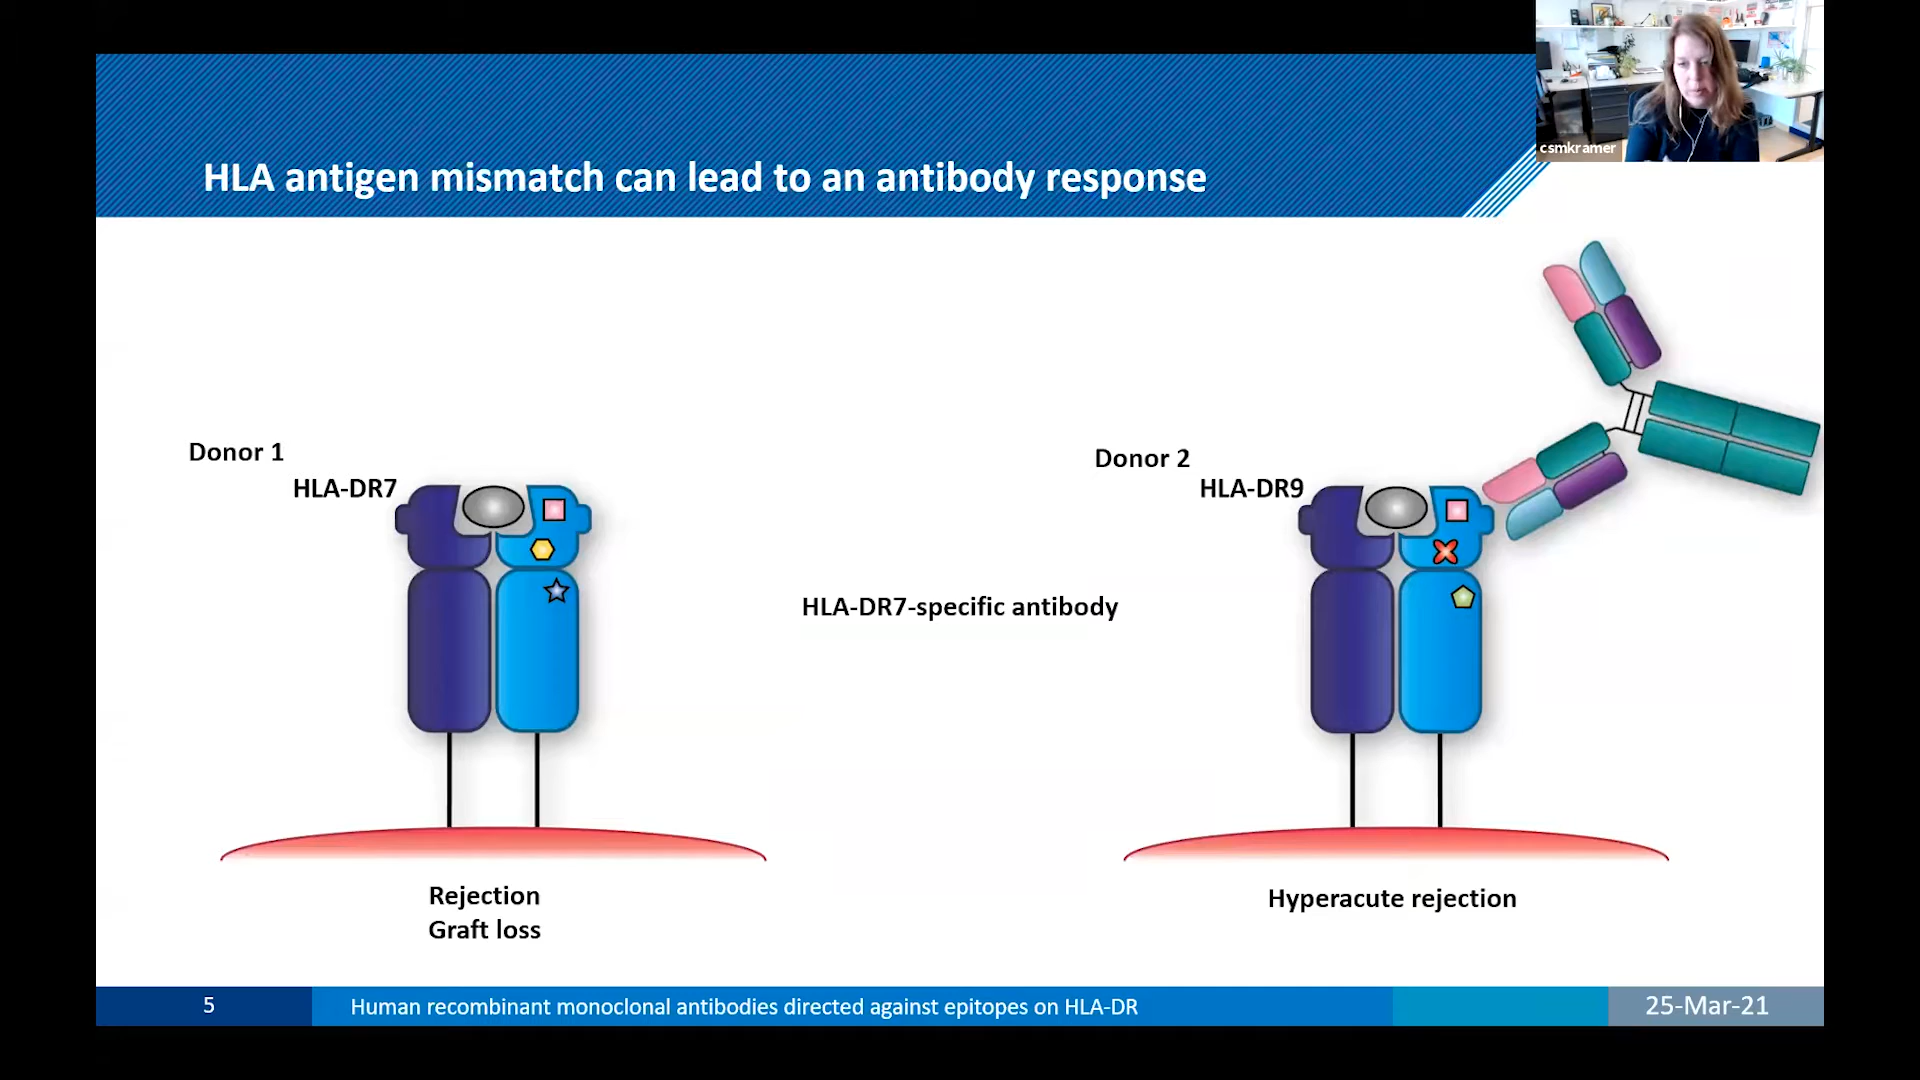 csmkramer
HLA antigen mismatch can lead to an antibody response
Donor 1
HLA-DR7
Donor 2
HLA-DR9
HLA-DR7-specific antibody
Rejection
Graft loss
Hyperacute rejection
5
Human recombinant monoclonal antibodies directed against epitopes on HLA-DR
25-Mar-21